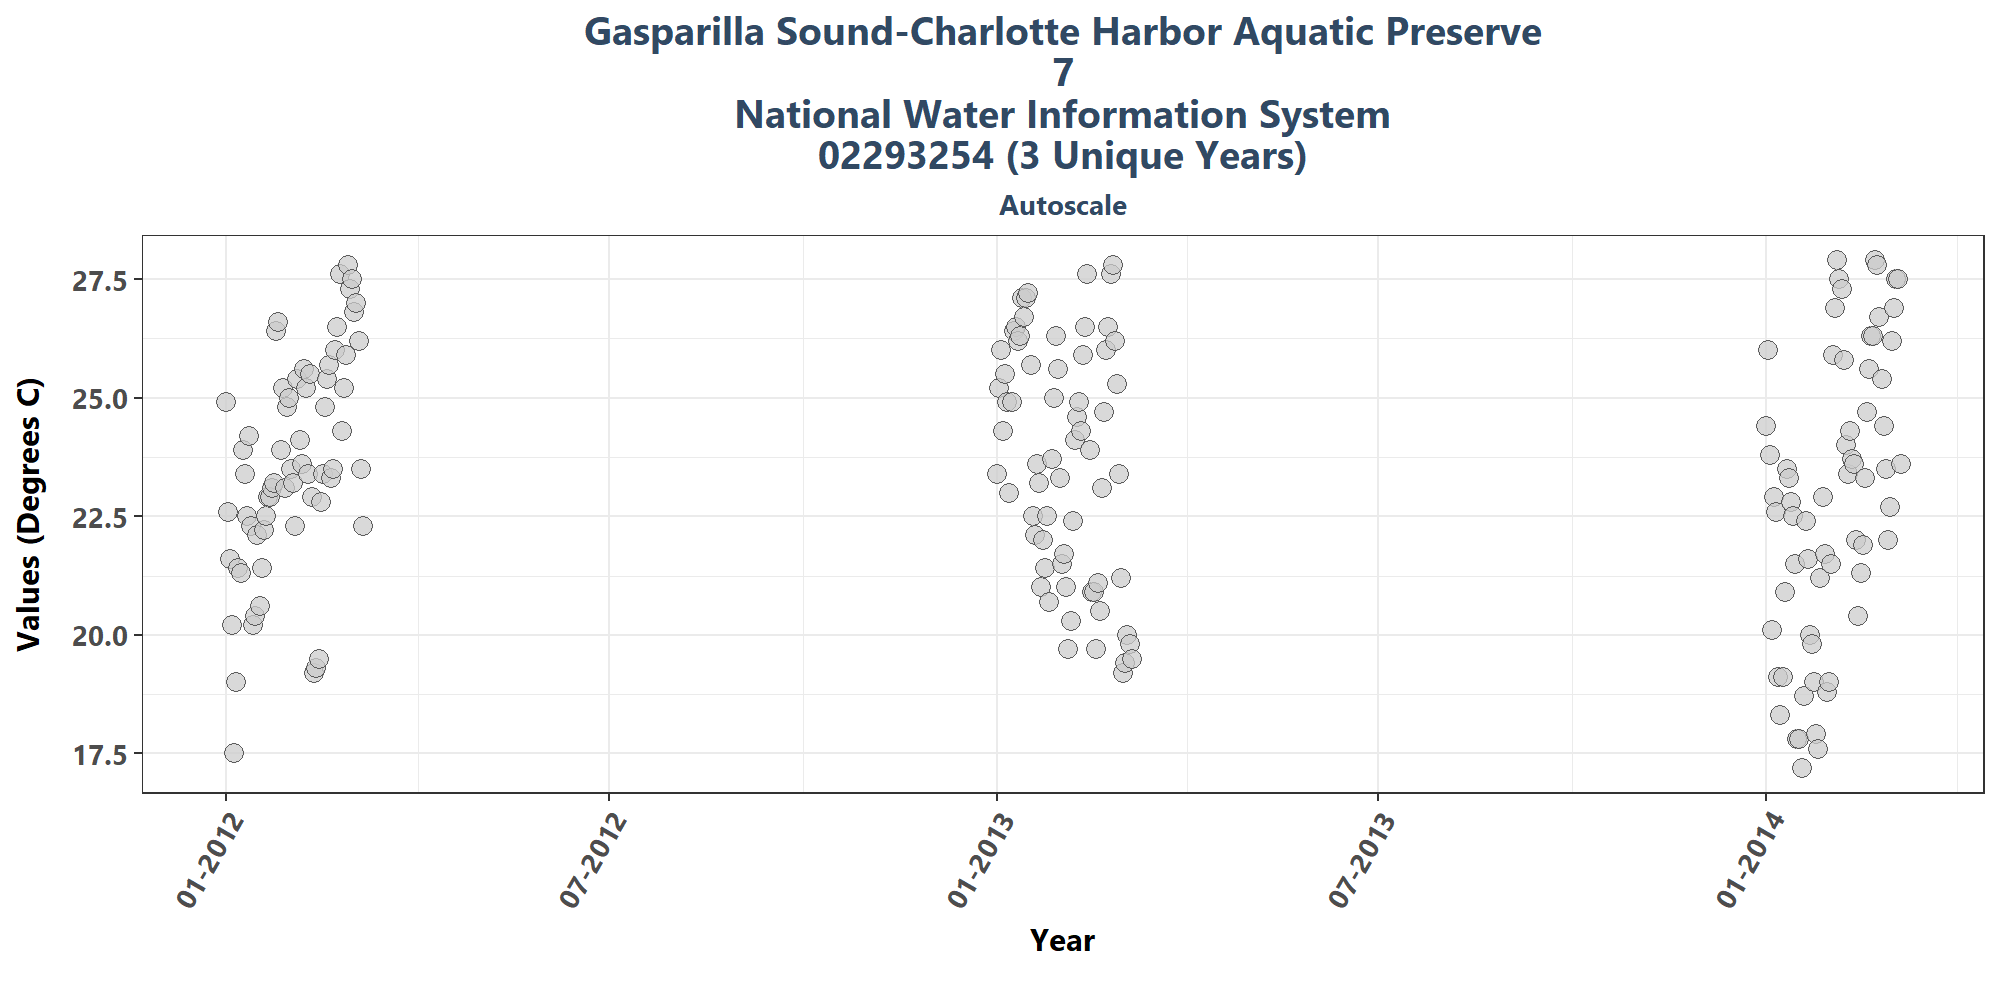 Gasparilla Sound-Charlotte Harbor Aquatic Preserve
7
National Water Information System
02293254 (3 Unique Years)
Autoscale
Values (Degrees C)
27.5
25.0
22.5
20.0
17.5
01-2012
07-2012
01-2013
07-2013
01-2014
Year